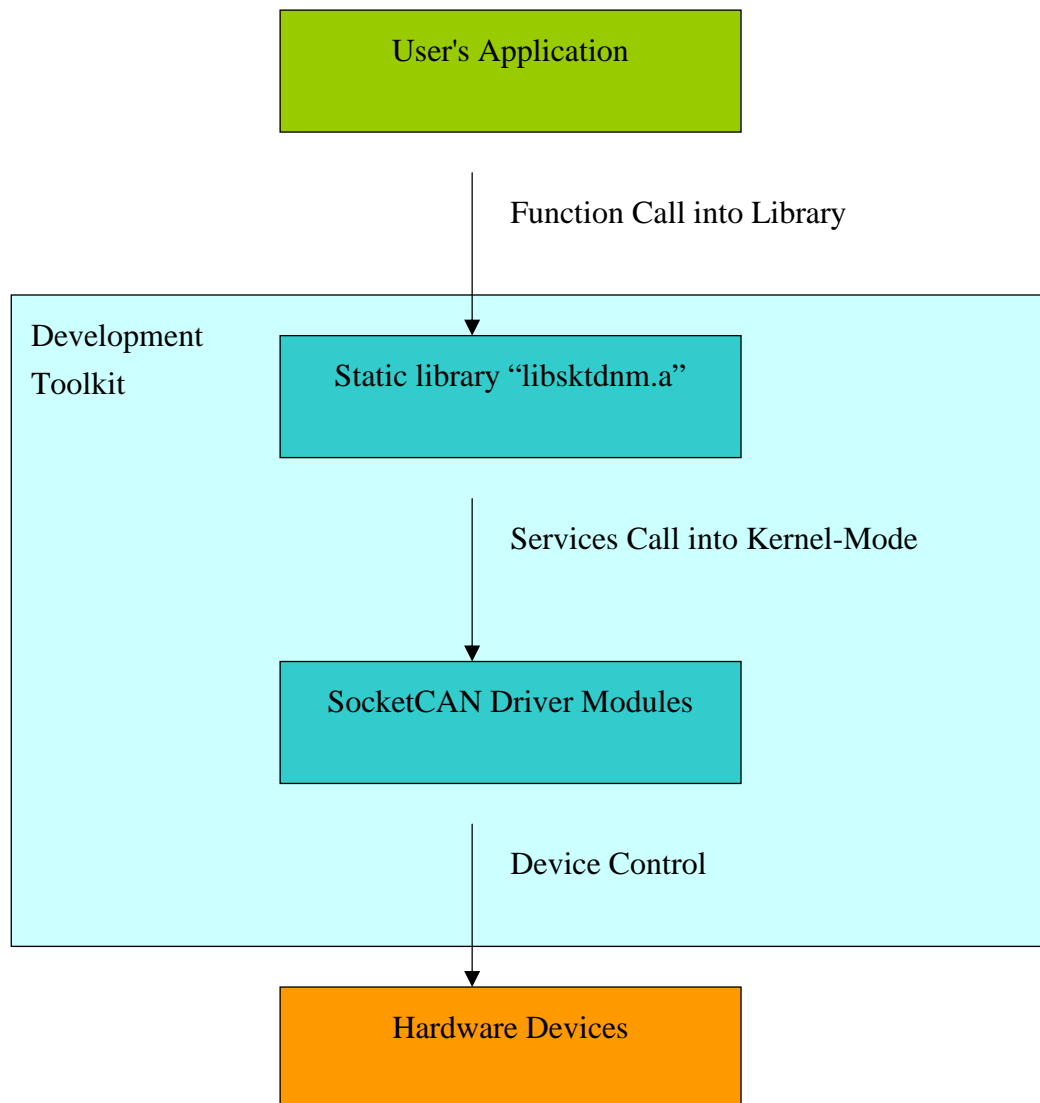 User's Application
Function Call into Library
Development
Toolkit
Static library “libsktdnm.a”
Services Call into Kernel-Mode
SocketCAN Driver Modules
Device Control
Hardware Devices